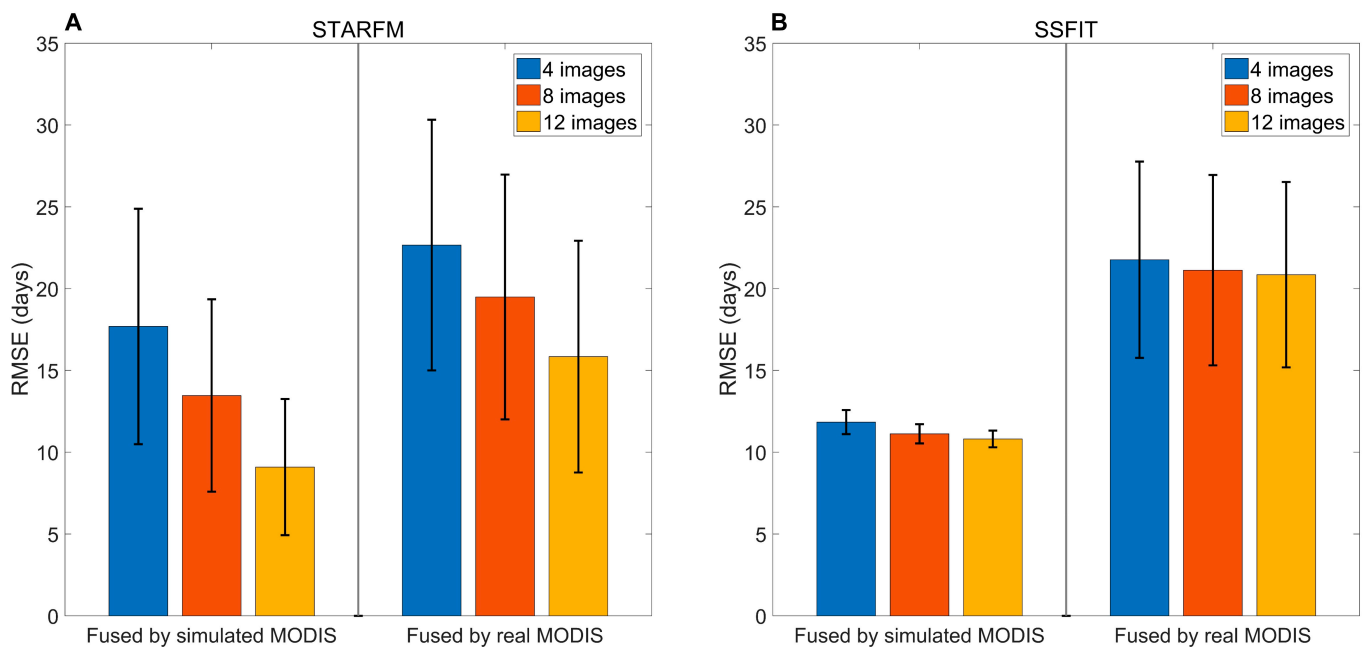 A
STARFM
35
30
25
20
15
10
5
0
RMSE (days)
4 images
8 images
12 images
Fused by simulated MODIS
Fused by real MODIS
B
SSFIT
35
30
25
20
15
10
5
0
RMSE (days)
4 images
8 images
12 images
Fused by simulated MODIS
Fused by real MODIS